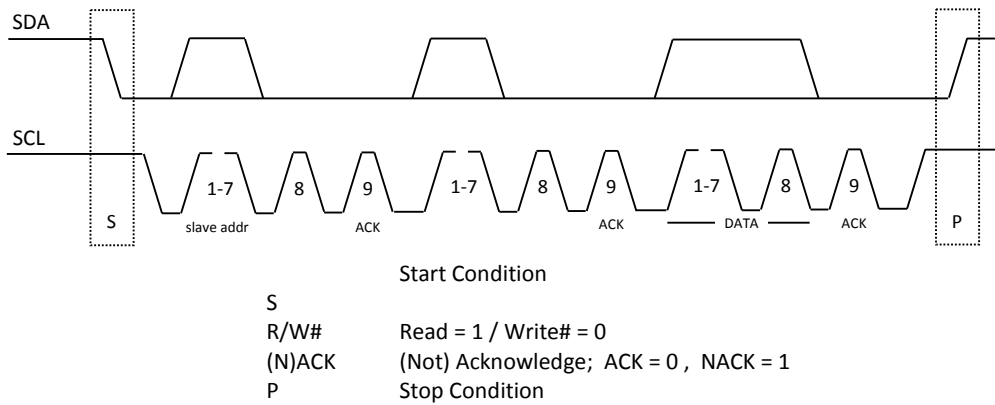 SDA
SCL
1-7 8 9 1-7 8 9 1-7 8 9
S slave addr ACK ACK DATA ACK P
Start Condition
S
R/W# Read = 1 / Write# = 0
(N)ACK (Not) Acknowledge; ACK = 0 , NACK = 1
P Stop Condition